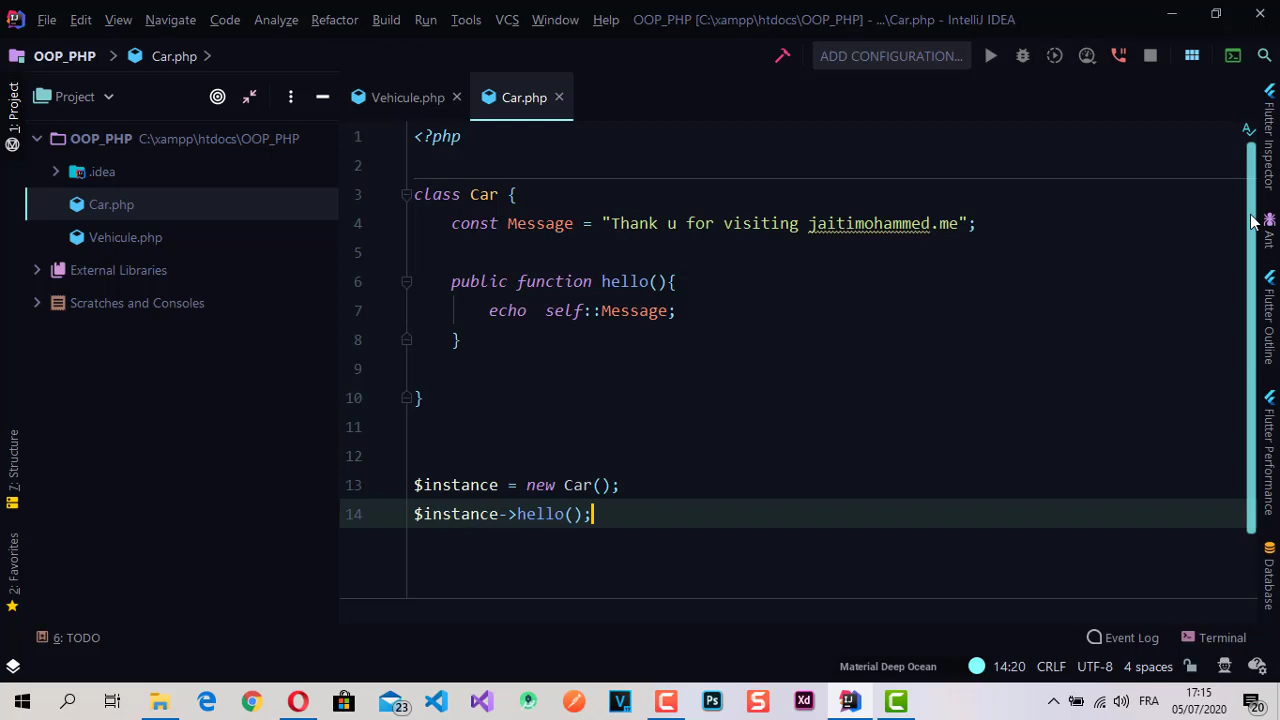 File Edit View Navigate Code Analyze Refactor Build Run Tools VCS Window Help OOP_PHP [C:\xampp\htdocs\OOP_PHP] - ...\Car.php - IntelliJ IDEA
OOP_PHP Car.php ADD CONFIGURATION...
1: Project
Project
Vehicule.php Car.php
OOP_PHP C:\xampp\htdocs\OOP_PHP
.idea
Car.php
Vehicule.php
External Libraries
Scratches and Consoles
1 <?php
2
3 class Car {
4 const Message = "Thank u for visiting jaitimohammed.me";
5
6 public function hello(){
7 echo self::Message;
8 }
9
10 }
11
12
13 $instance = new Car();
14 $instance->hello();
Flutter Inspector
Ant
Flutter Outline
Flutter Performance
Database
7: Structure
2: Favorites
6: TODO Event Log Terminal
Material Deep Ocean 14:20 CRLF UTF-8 4 spaces
23 Ps S Xd FRA 17:15
05/07/2020 20